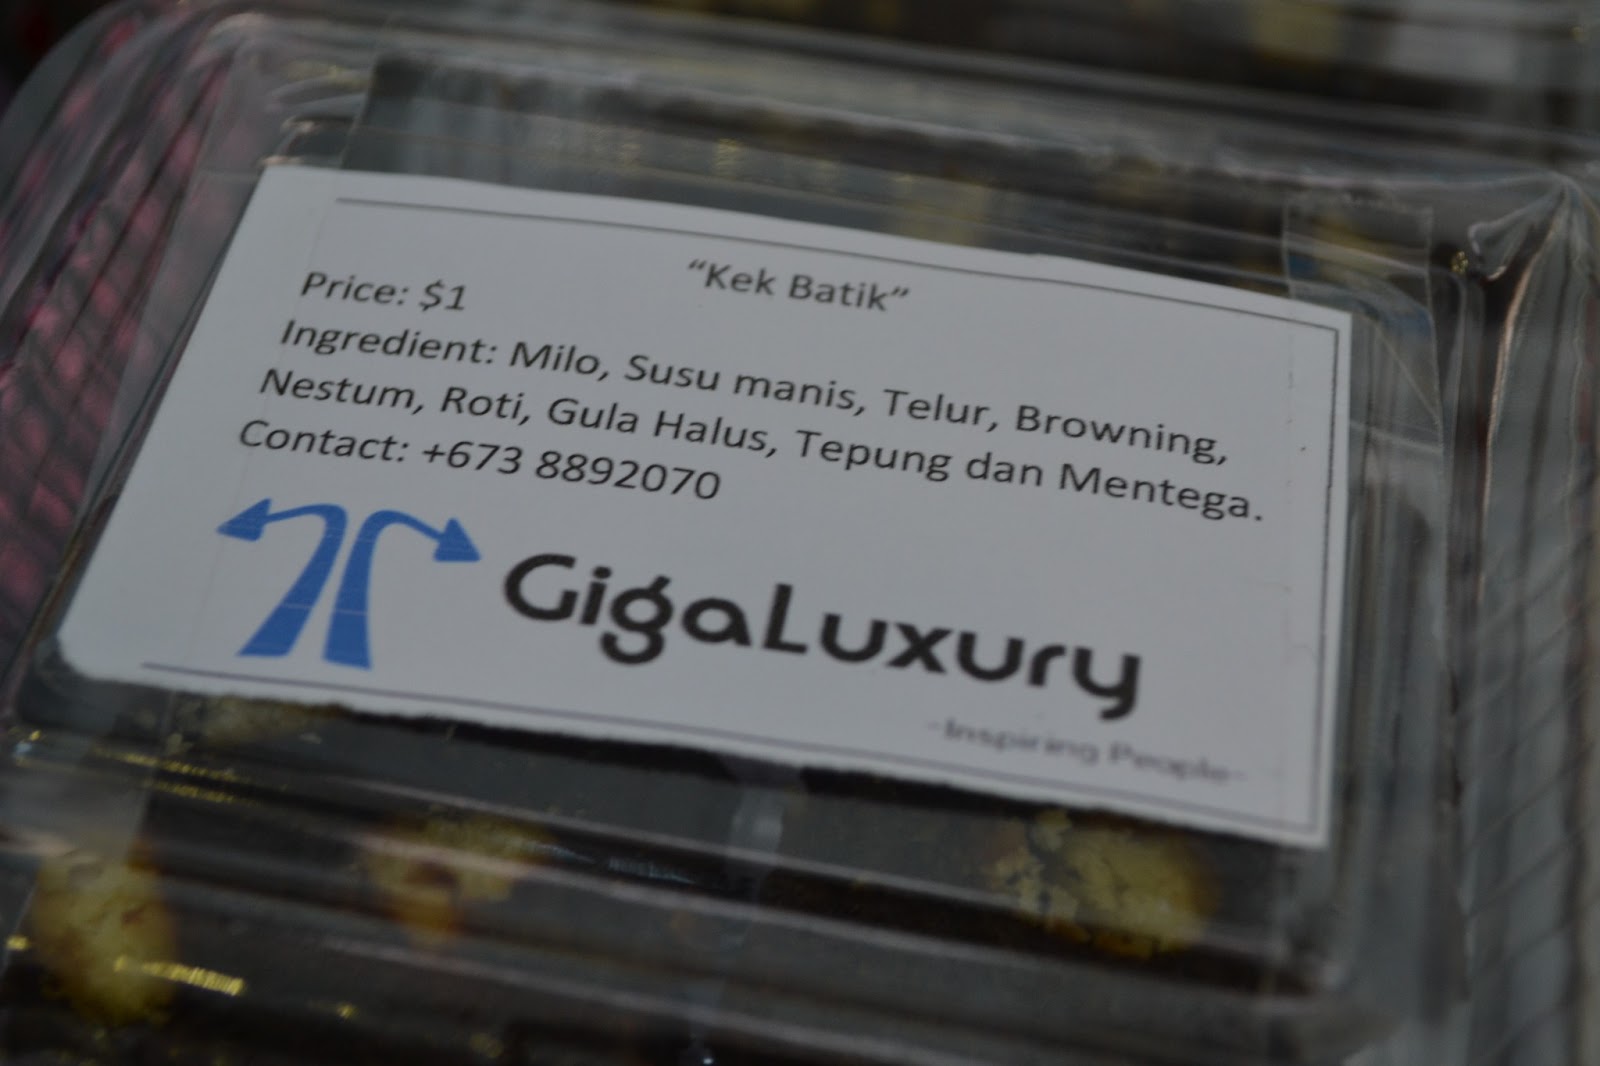 “Kek Batik”
Price: $1
Ingredient: Milo, Susu manis, Telur, Browning,
Nestum, Roti, Gula Halus, Tepung dan Mentega.
Contact: +673 8892070
GigaLuxury
-Inspiring People-